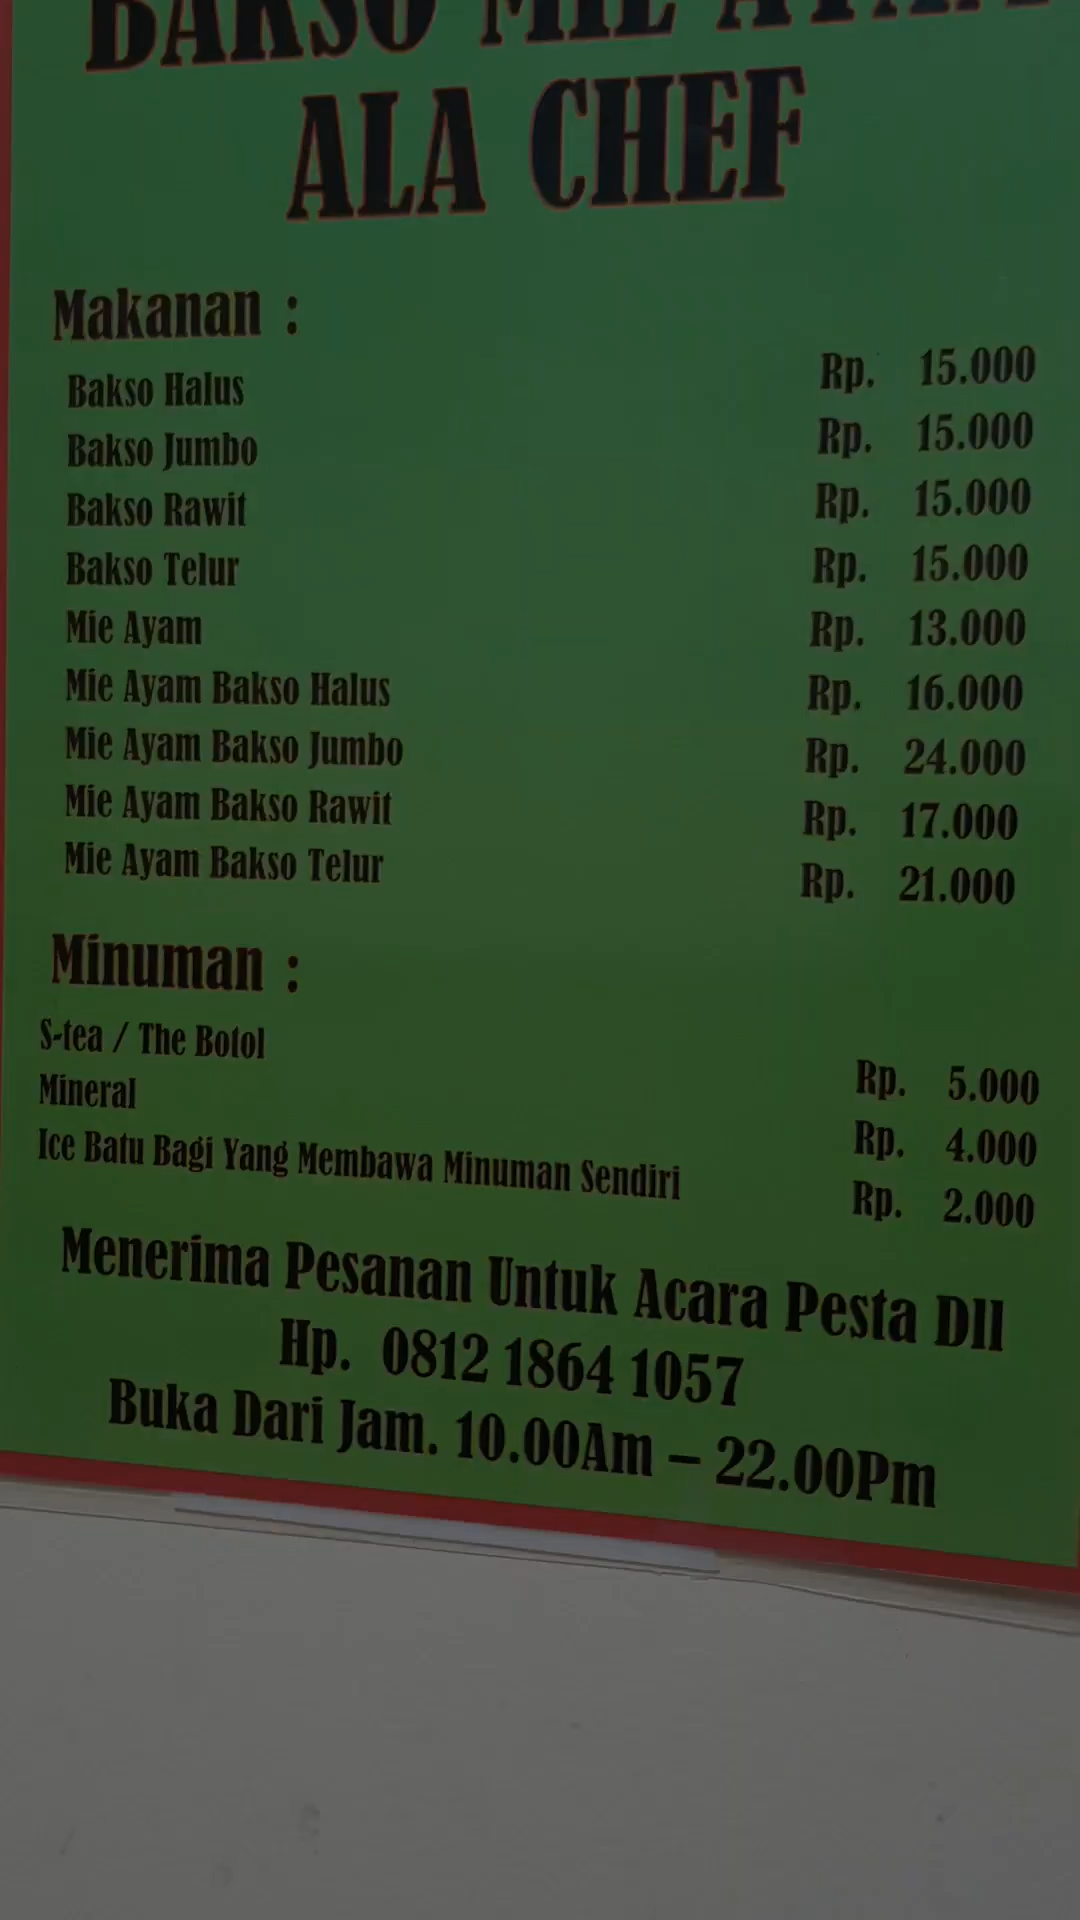 BAKSO MIE AYAM
ALA CHEF
Makanan :
Bakso Halus Rp. 15.000
Bakso Jumbo Rp. 15.000
Bakso Rawit Rp. 15.000
Bakso Telur Rp. 15.000
Mie Ayam Rp. 13.000
Mie Ayam Bakso Halus Rp. 16.000
Mie Ayam Bakso Jumbo Rp. 24.000
Mie Ayam Bakso Rawit Rp. 17.000
Mie Ayam Bakso Telur Rp. 21.000
Minuman :
S-tea / The Botol Rp. 5.000
Mineral Rp. 4.000
Ice Batu Bagi Yang Membawa Minuman Sendiri Rp. 2.000
Menerima Pesanan Untuk Acara Pesta Dll
Hp. 0812 1864 1057
Buka Dari Jam. 10.00Am – 22.00Pm